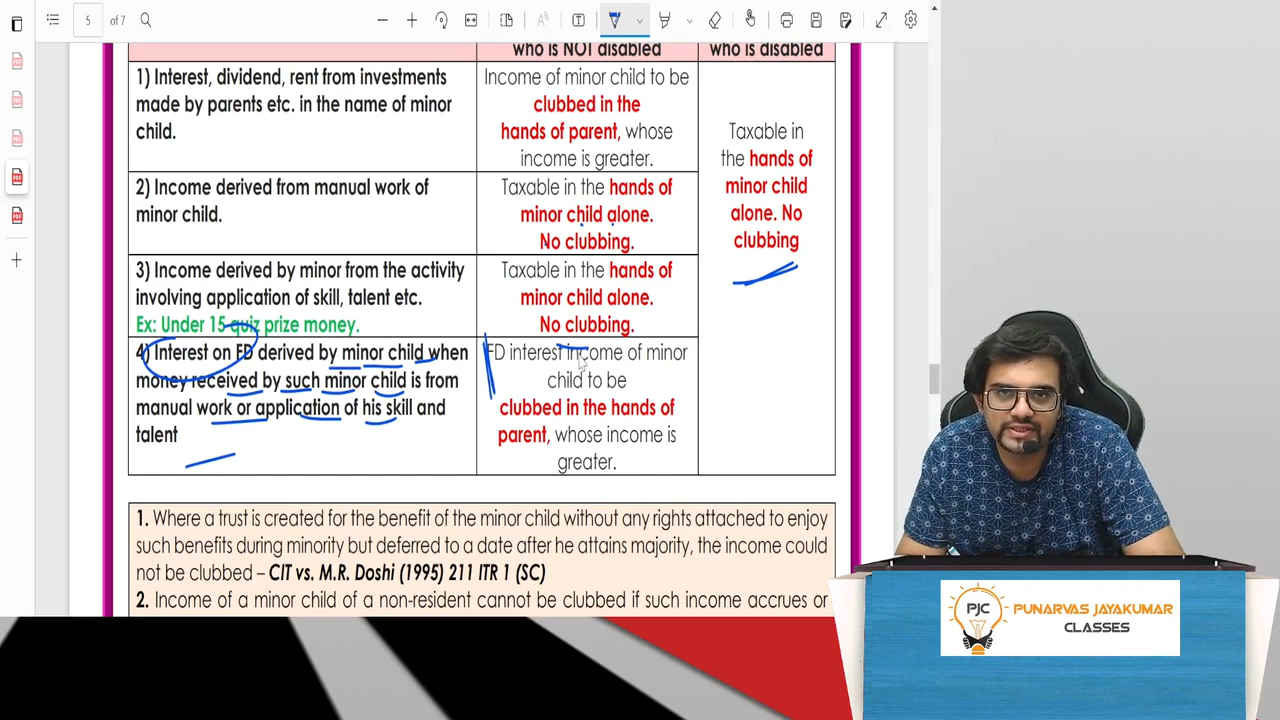 5 of 7
who is NOT disabled
who is disabled
1) Interest, dividend, rent from investments
made by parents etc. in the name of minor
child.
Income of minor child to be
clubbed in the
hands of parent, whose
income is greater.
Taxable in
the hands of
minor child
alone. No
clubbing
2) Income derived from manual work of
minor child.
Taxable in the hands of
minor child alone.
No clubbing.
3) Income derived by minor from the activity
involving application of skill, talent etc.
Ex: Under 15 quiz prize money.
Taxable in the hands of
minor child alone.
No clubbing.
4) Interest on FD derived by minor child when
money received by such minor child is from
manual work or application of his skill and
talent
FD interest income of minor
child to be
clubbed in the hands of
parent, whose income is
greater.
1. Where a trust is created for the benefit of the minor child without any rights attached to enjoy
such benefits during minority but deferred to a date after he attains majority, the income could
not be clubbed – CIT vs. M.R. Doshi (1995) 211 ITR 1 (SC)
2. Income of a minor child of a non-resident cannot be clubbed if such income accrues or
PJC
PUNARVAS JAYAKUMAR
CLASSES